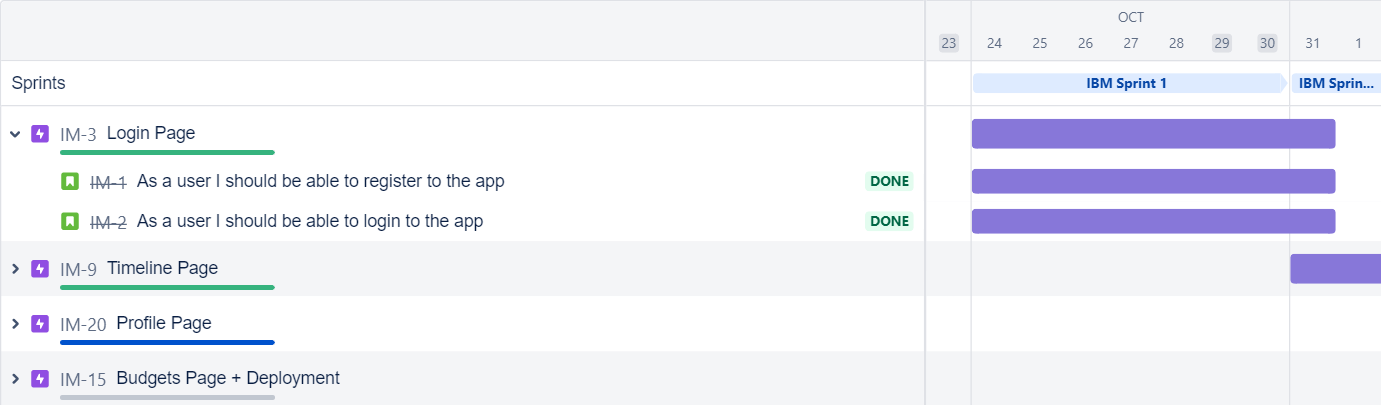 OCT
23 24 25 26 27 28 29 30 31 1
Sprints IBM Sprint 1 IBM Sprin...
IM-3 Login Page
IM-1 As a user I should be able to register to the app DONE
IM-2 As a user I should be able to login to the app DONE
IM-9 Timeline Page
IM-20 Profile Page
IM-15 Budgets Page + Deployment